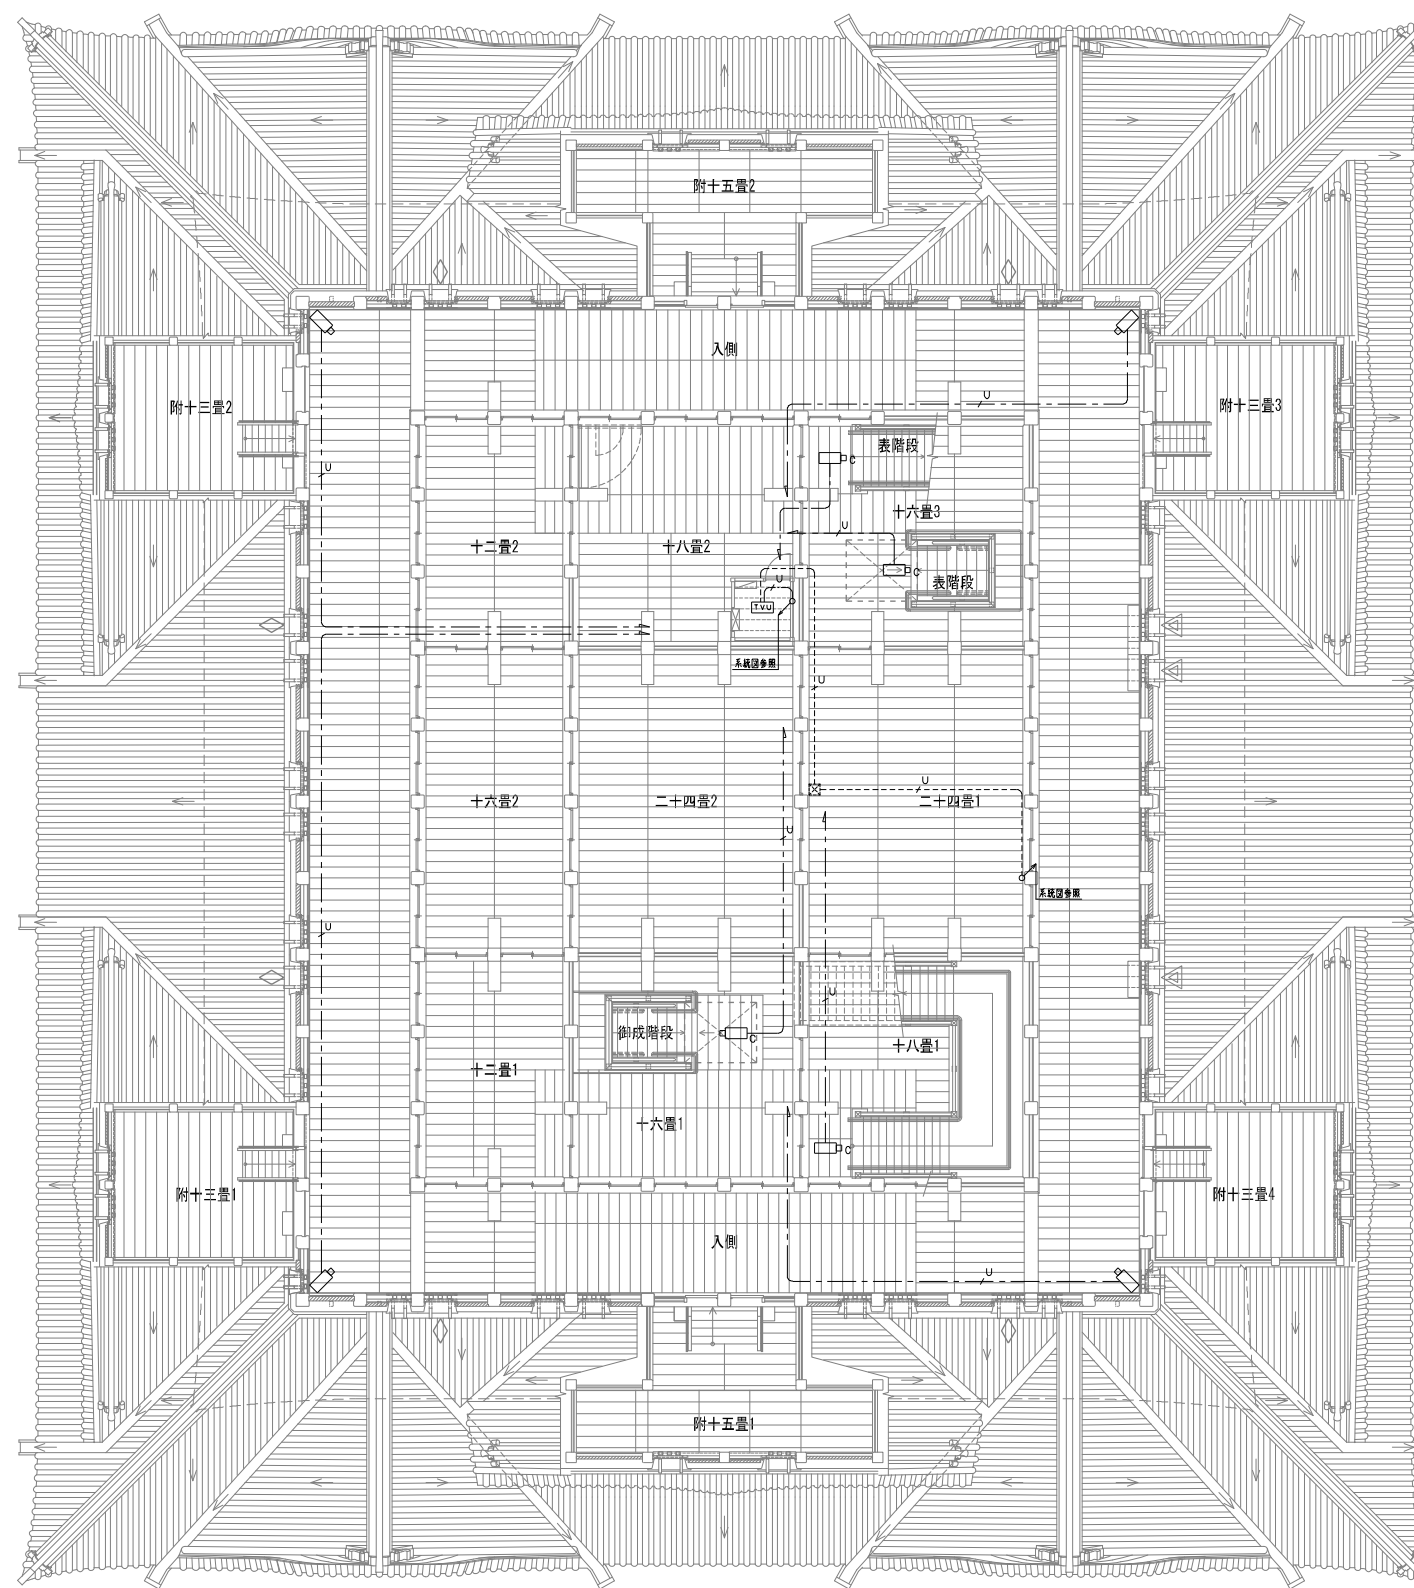 附十五畳2
入側
附十三畳2
附十三畳3
U
表階段
C
U
十六畳3
U
十二畳2
十八畳2
C
表階段
U
T.V.U
系統図参照
U
U
十六畳2
二十四畳2
二十四畳1
U
系統図参照
U
U
御成階段
C
十八畳1
十二畳1
十六畳1
C
附十三畳1
附十三畳4
入側
U
附十五畳1